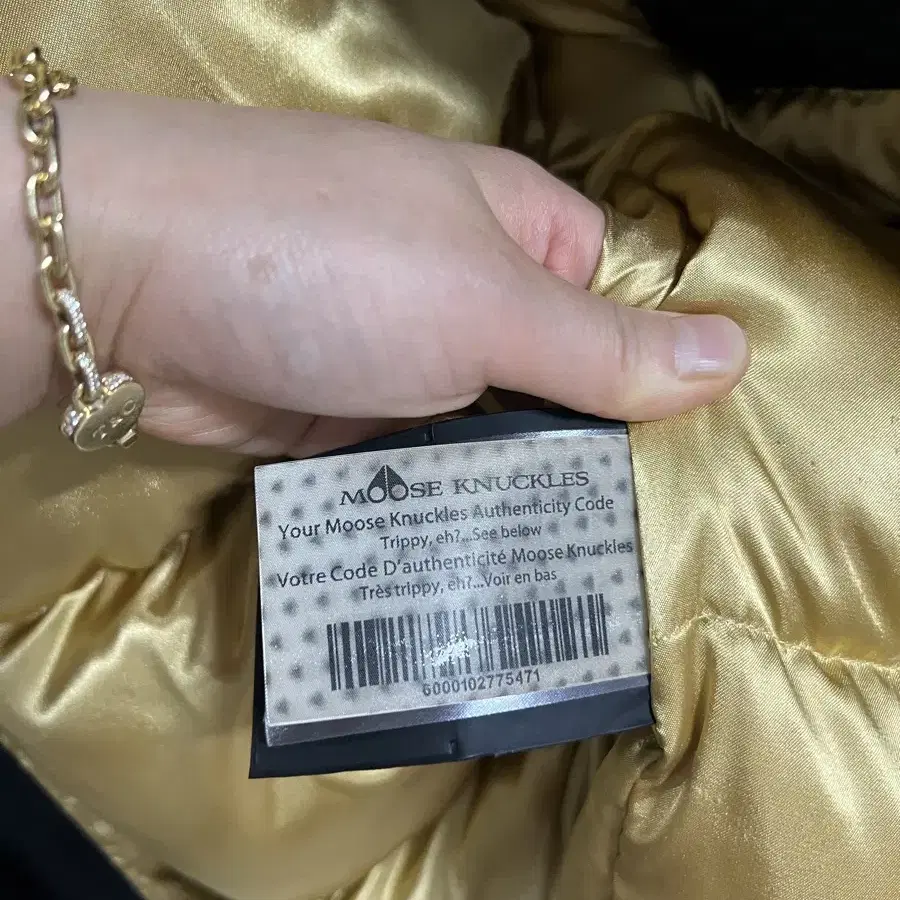 MOOSE KNUCKLES
Your Moose Knuckles Authenticity Code
Trippy, eh?...See below
Votre Code D'authenticité Moose Knuckles
Très trippy, eh?...Voir en bas
6000102775471